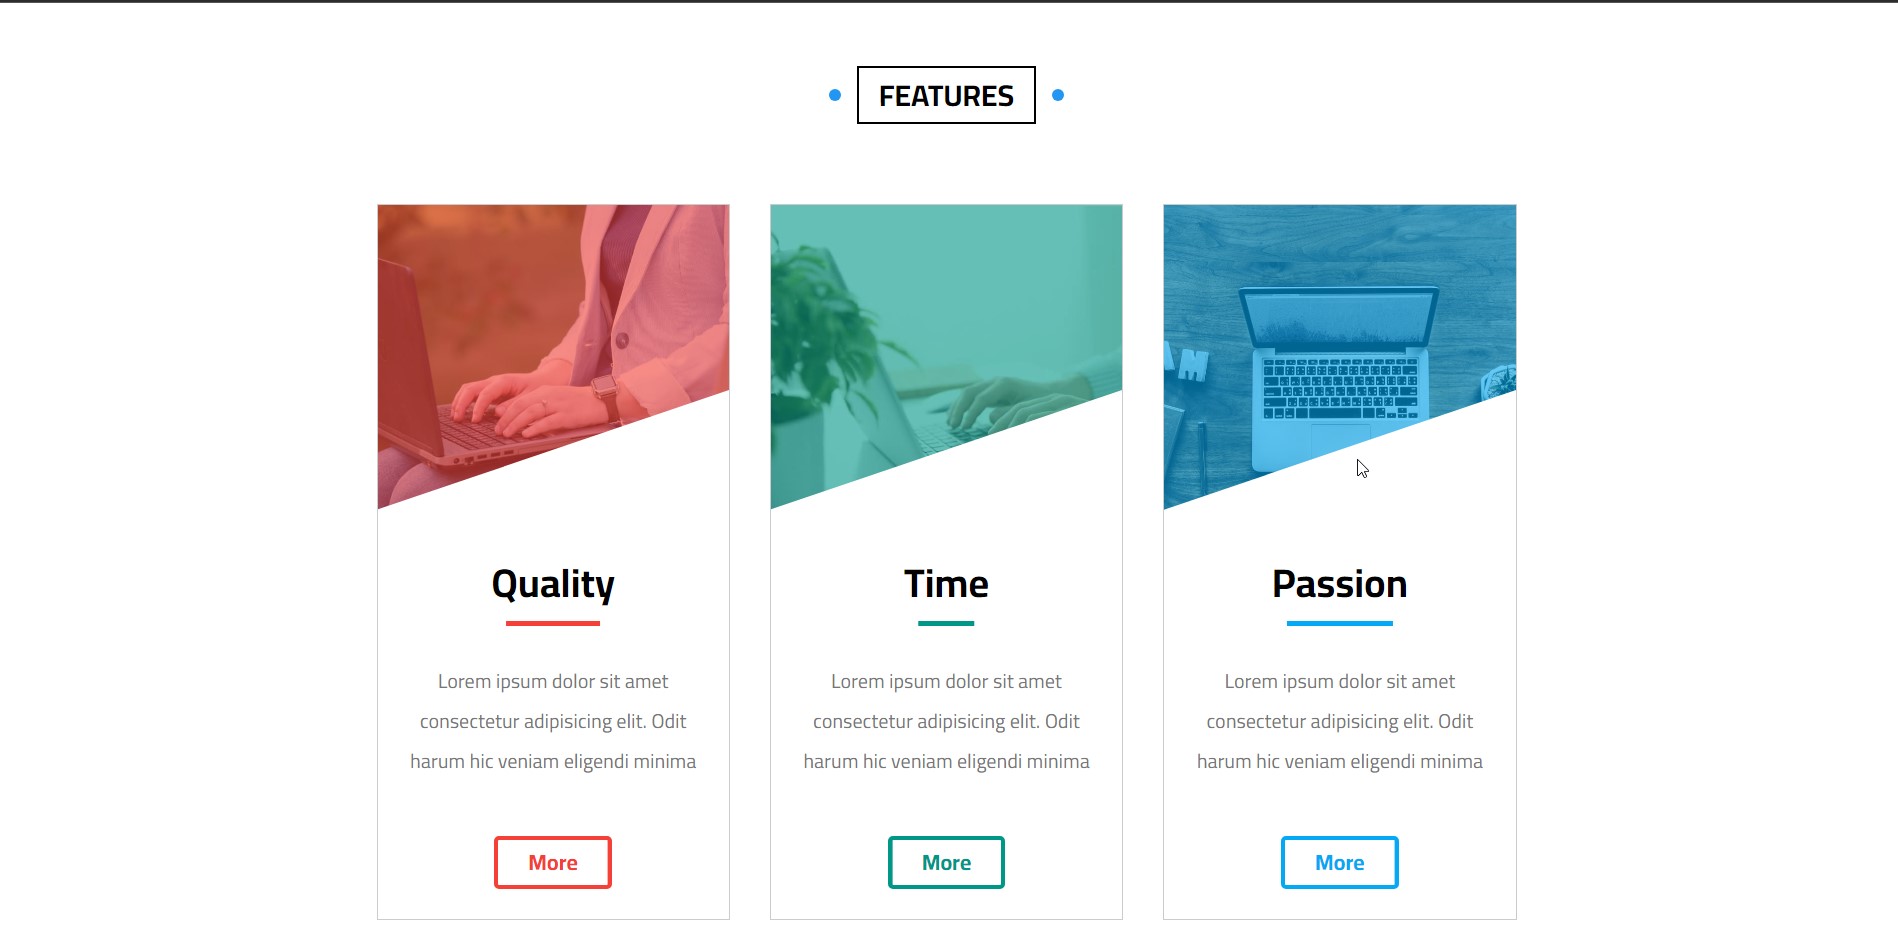 FEATURES
Quality
Lorem ipsum dolor sit amet
consectetur adipisicing elit. Odit
harum hic veniam eligendi minima
More
Time
Lorem ipsum dolor sit amet
consectetur adipisicing elit. Odit
harum hic veniam eligendi minima
More
Passion
Lorem ipsum dolor sit amet
consectetur adipisicing elit. Odit
harum hic veniam eligendi minima
More